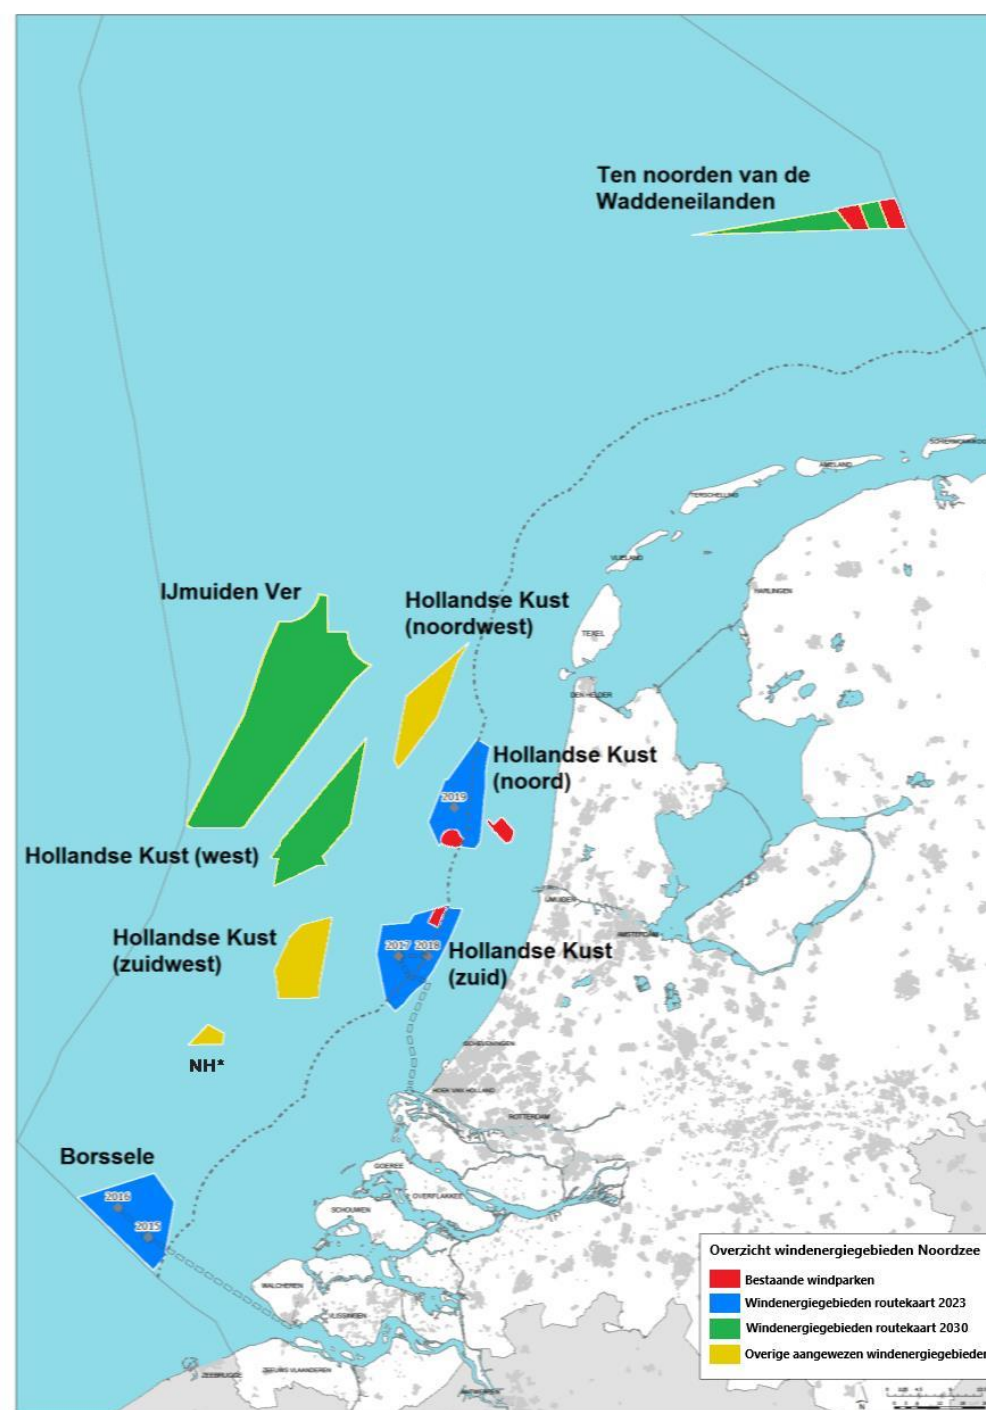 Ten noorden van de
Waddeneilanden
AMELAND
TERSCHELLING
VLIELAND
HARLINGEN
IJmuiden Ver
Hollandse Kust
(noordwest)
TEXEL
DEN HELDER
Hollandse Kust
(noord)
2019
Hollandse Kust (west)
IJMUIDEN
AMSTERDAM
Hollandse Kust
(zuidwest)
2017 2018
Hollandse Kust
(zuid)
SCHEVENINGEN
NH*
HOEK VAN HOLLAND
ROTTERDAM
Borssele
GOEREE
OVERFLAKKEE
2016
SCHOUWEN
2015
Overzicht windenergiegebieden Noordzee
Bestaande windparken
WALCHEREN
Windenergiegebieden routekaart 2023
VLISSINGEN
Windenergiegebieden routekaart 2030
Overige aangewezen windenergiegebieden
ZEEUWS VLAANDEREN
ZEEBRUGGE
ANTWERPEN
N